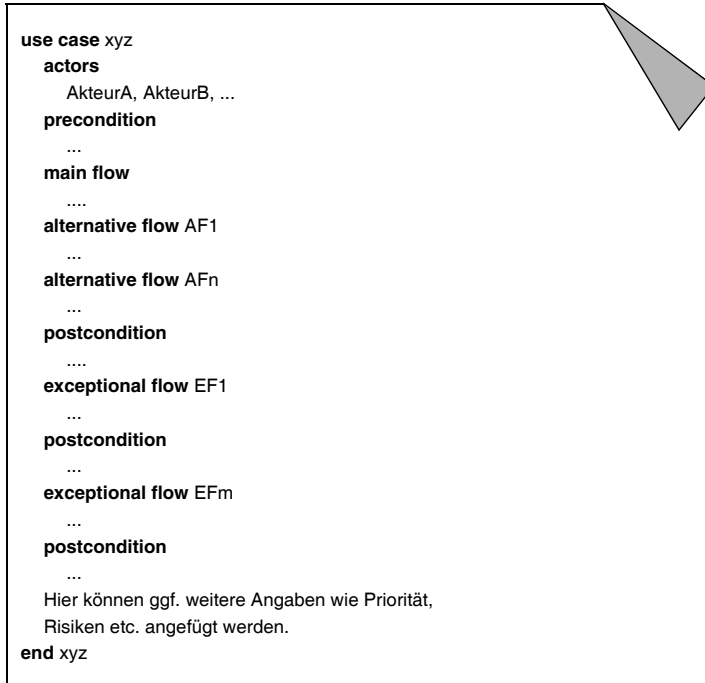 use case xyz
actors
AkteurA, AkteurB, ...
precondition
...
main flow
....
alternative flow AF1
...
alternative flow AFn
...
postcondition
....
exceptional flow EF1
...
postcondition
...
exceptional flow EFm
...
postcondition
...
Hier können ggf. weitere Angaben wie Priorität,
Risiken etc. angefügt werden.
end xyz